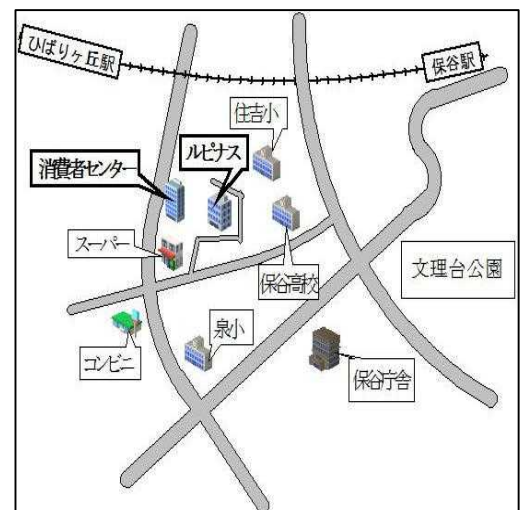 ひばりヶ丘駅
保谷駅
住吉小
ルピナス
消費者センター
スーパー
保谷高校
文理台公園
コンビニ
泉小
保谷庁舎